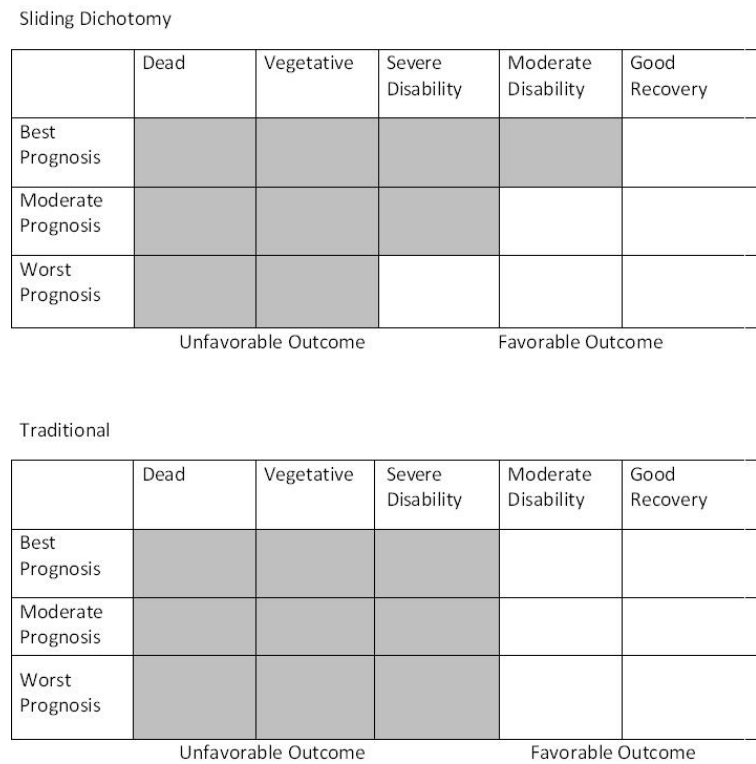 Sliding Dichotomy
Dead Vegetative Severe Moderate Good
Disability Disability Recovery
Best
Prognosis
Moderate
Prognosis
Worst
Prognosis
Unfavorable Outcome Favorable Outcome
Traditional
Dead Vegetative Severe Moderate Good
Disability Disability Recovery
Best
Prognosis
Moderate
Prognosis
Worst
Prognosis
Unfavorable Outcome Favorable Outcome